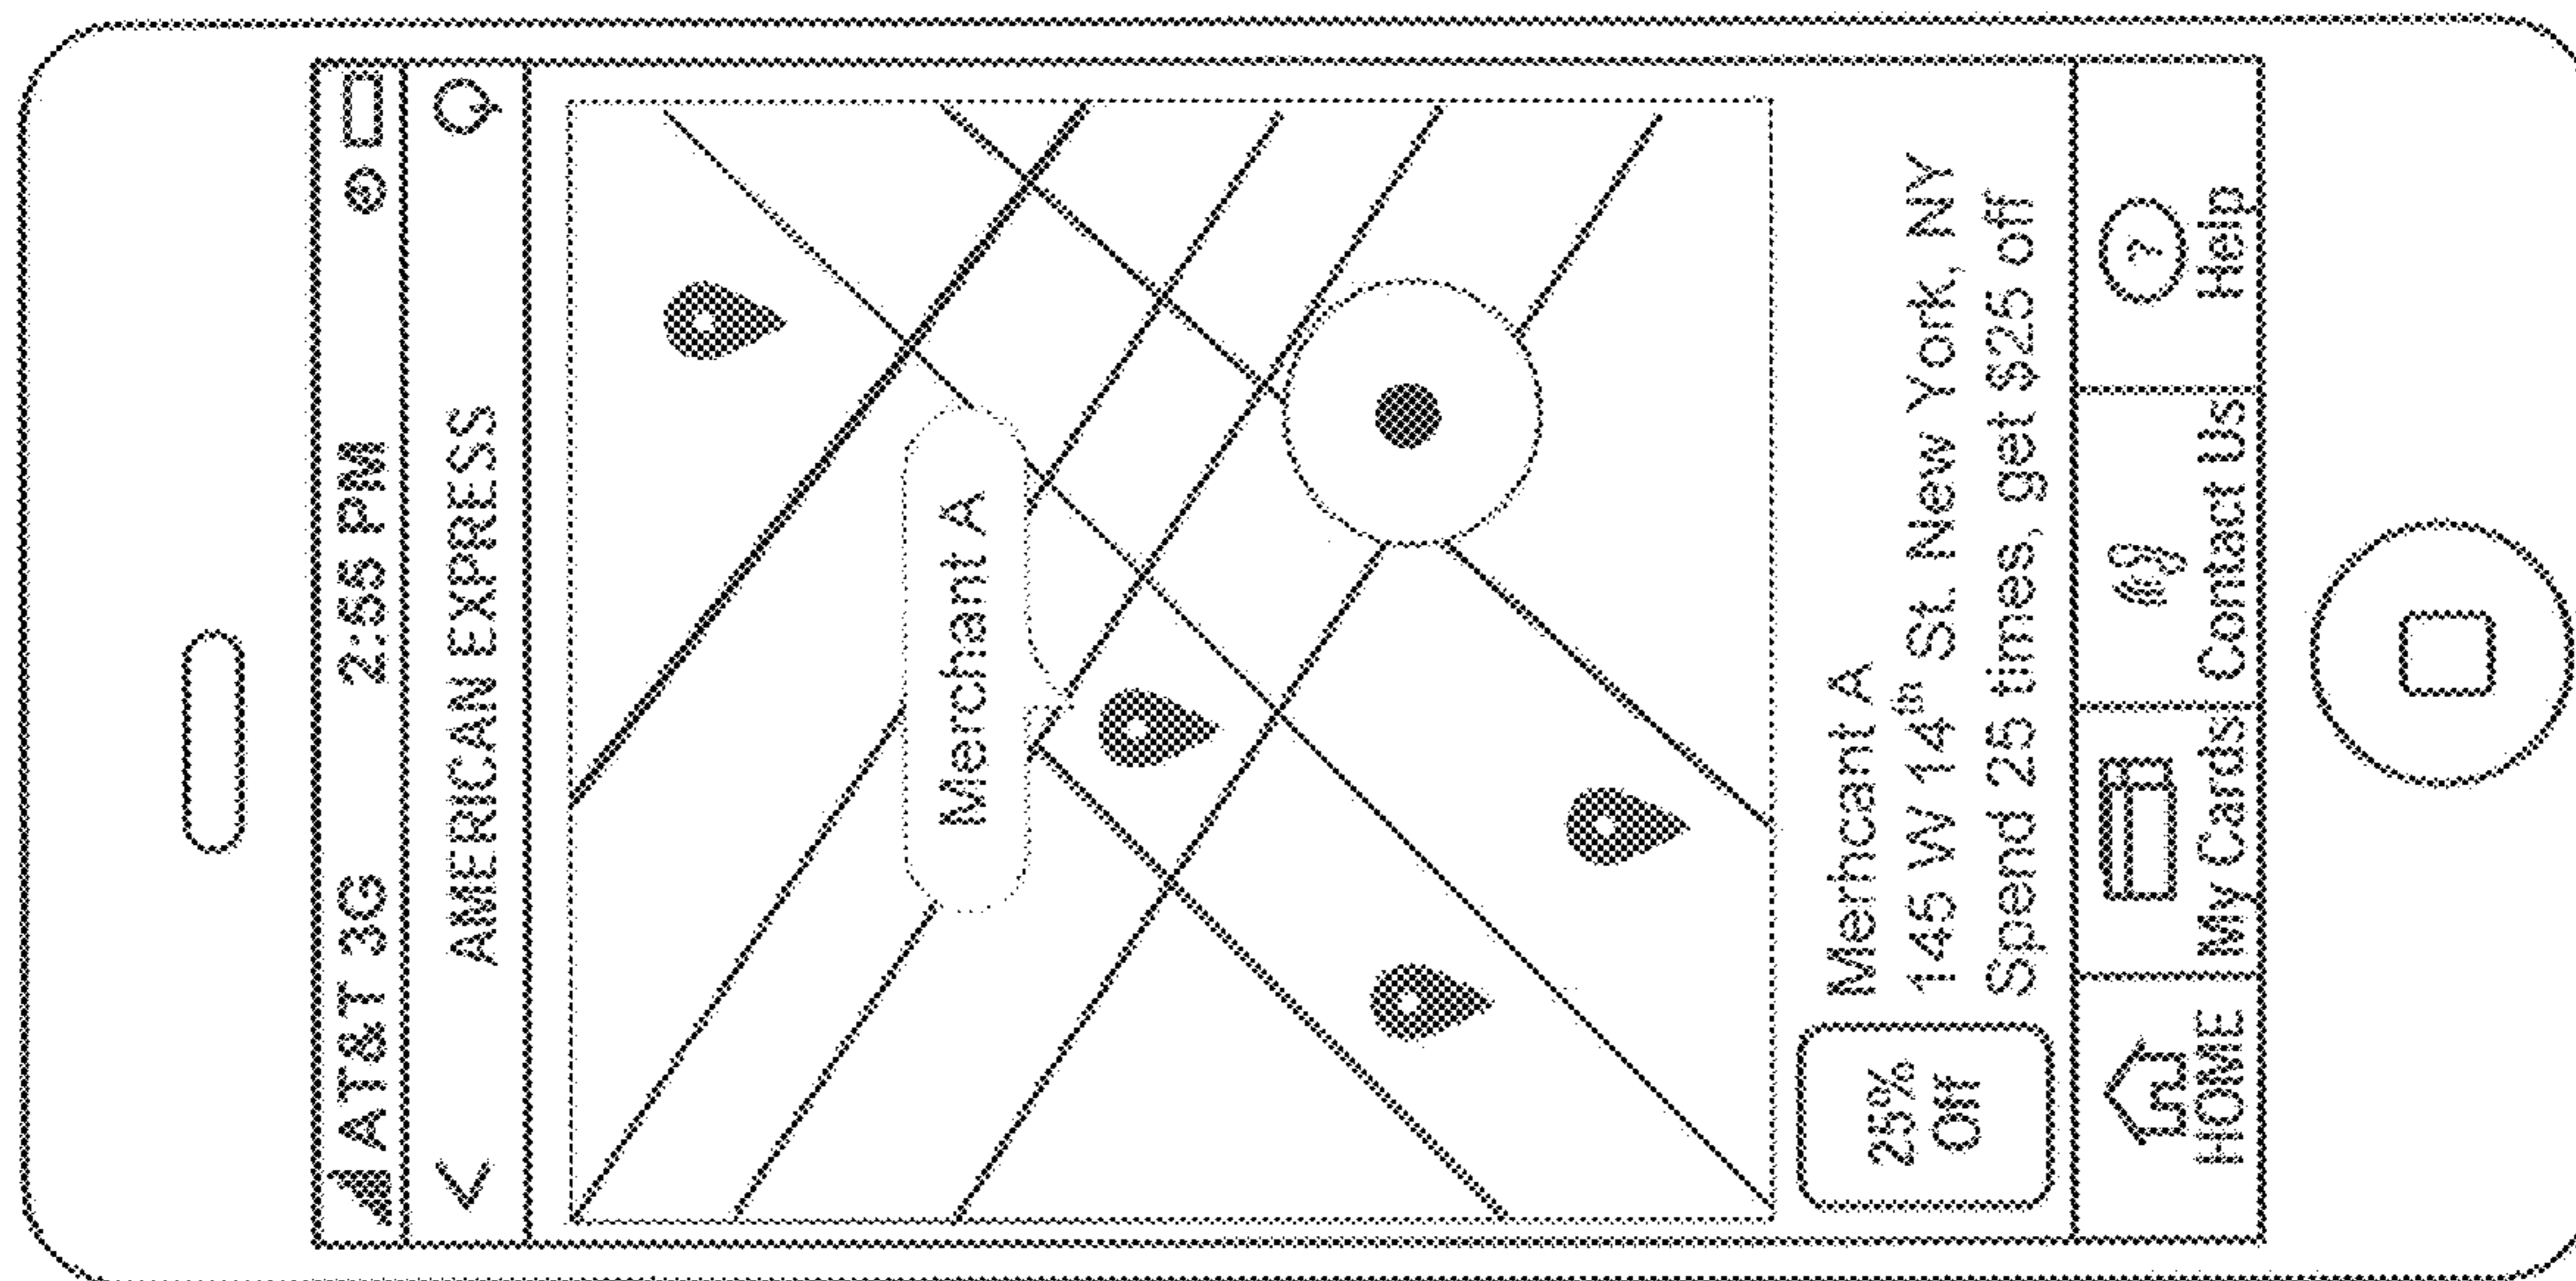 AT&T 3G 2:55 PM
AMERICAN EXPRESS
Merchant A
25%
Off
Merhcant A
145 W 14th St. New York, NY
Spend 25 times, get $25 off
HOME
My Cards
Contact Us
?
Help